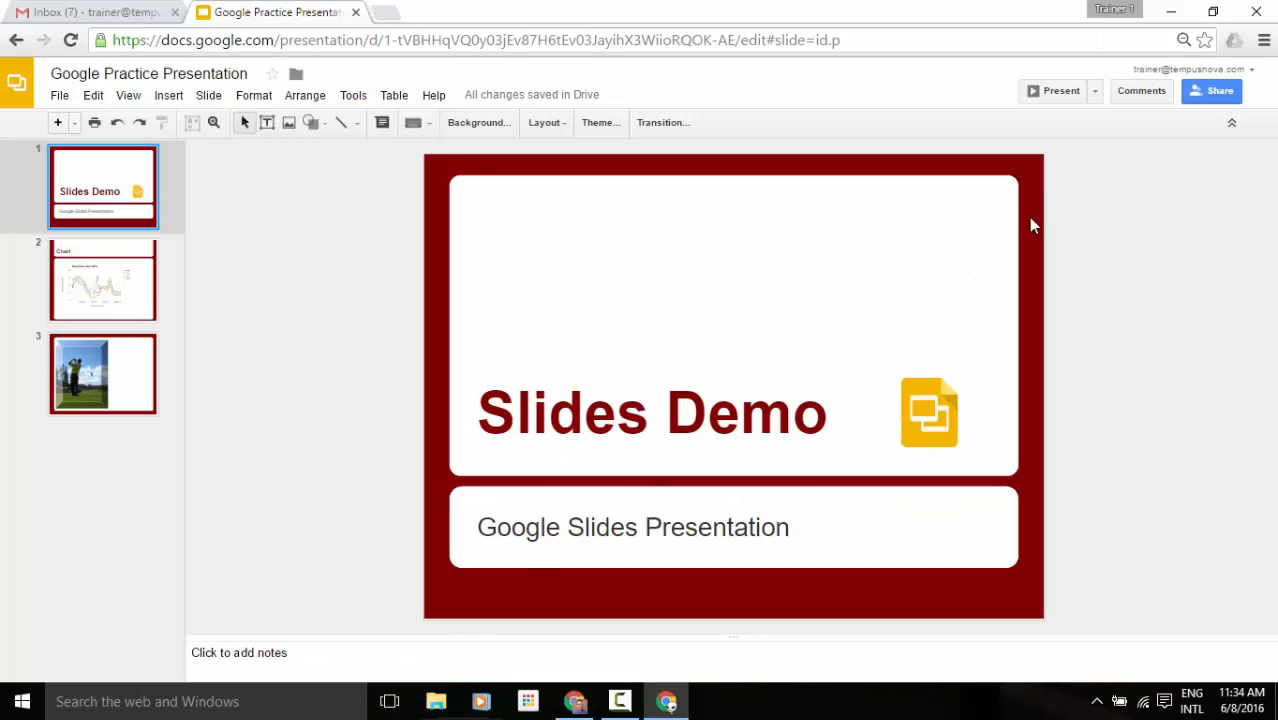 Inbox (7) - trainer@temp
Google Practice Presentat
Trainer 1
https://docs.google.com/presentation/d/1-tVBHHqVQ0y03jEv87H6tEv03JayihX3WiioRQOK-AE/edit#slide=id.p
Google Practice Presentation
trainer@tempusnova.com
File Edit View Insert Slide Format Arrange Tools Table Help All changes saved in Drive
Present Comments Share
Background... Layout Theme... Transition...
1
Slides Demo
Google Slides Presentation
2
Chart
3
Slides Demo
Google Slides Presentation
Click to add notes
Search the web and Windows
ENG
INTL
11:34 AM
6/8/2016